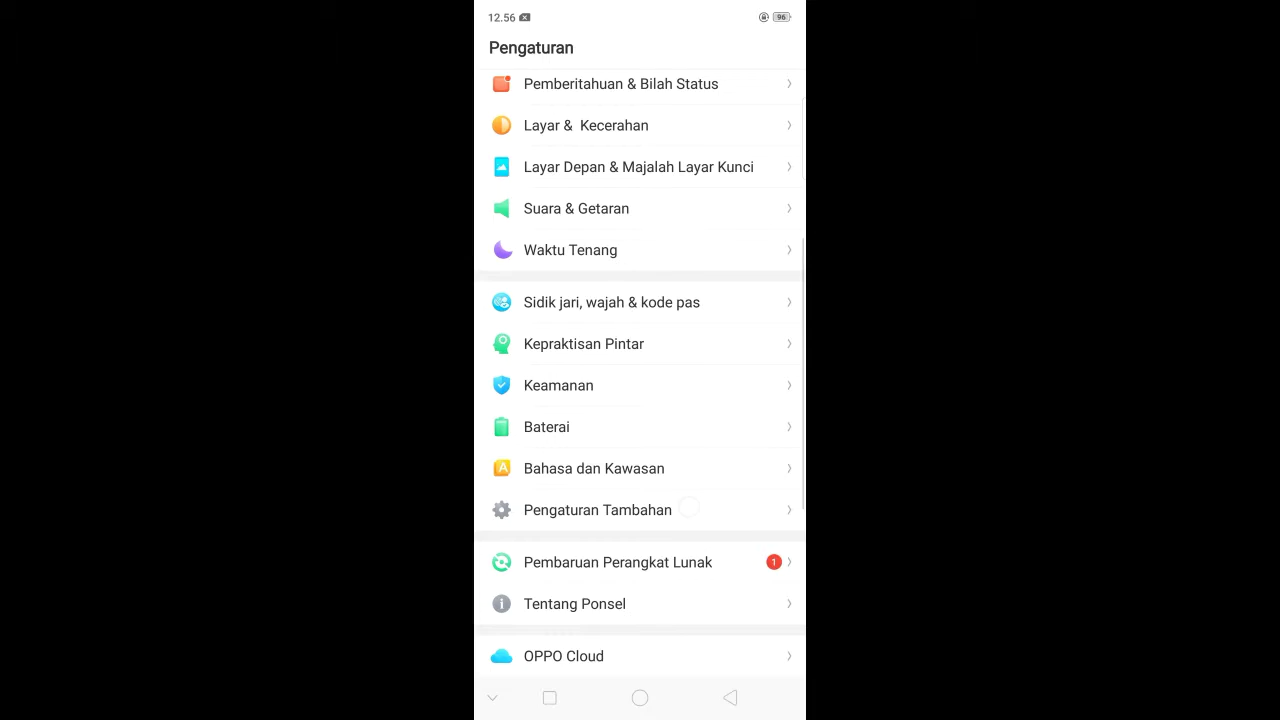 12.56
96
Pengaturan
Pemberitahuan & Bilah Status
Layar & Kecerahan
Layar Depan & Majalah Layar Kunci
Suara & Getaran
Waktu Tenang
Sidik jari, wajah & kode pas
Kepraktisan Pintar
Keamanan
Baterai
A Bahasa dan Kawasan
Pengaturan Tambahan
Pembaruan Perangkat Lunak 1
Tentang Ponsel
OPPO Cloud